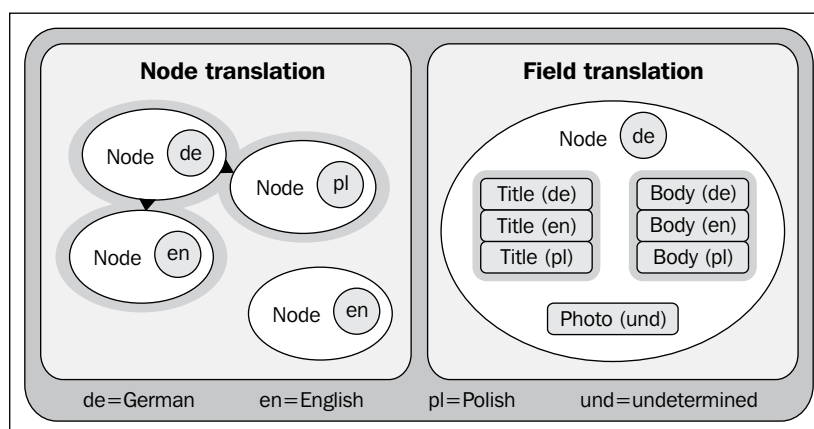 Node translation
Node de
Node pl
Node en
Node en
Field translation
Node de
Title (de)
Title (en)
Title (pl)
Body (de)
Body (en)
Body (pl)
Photo (und)
de=German en=English pl=Polish und=undetermined